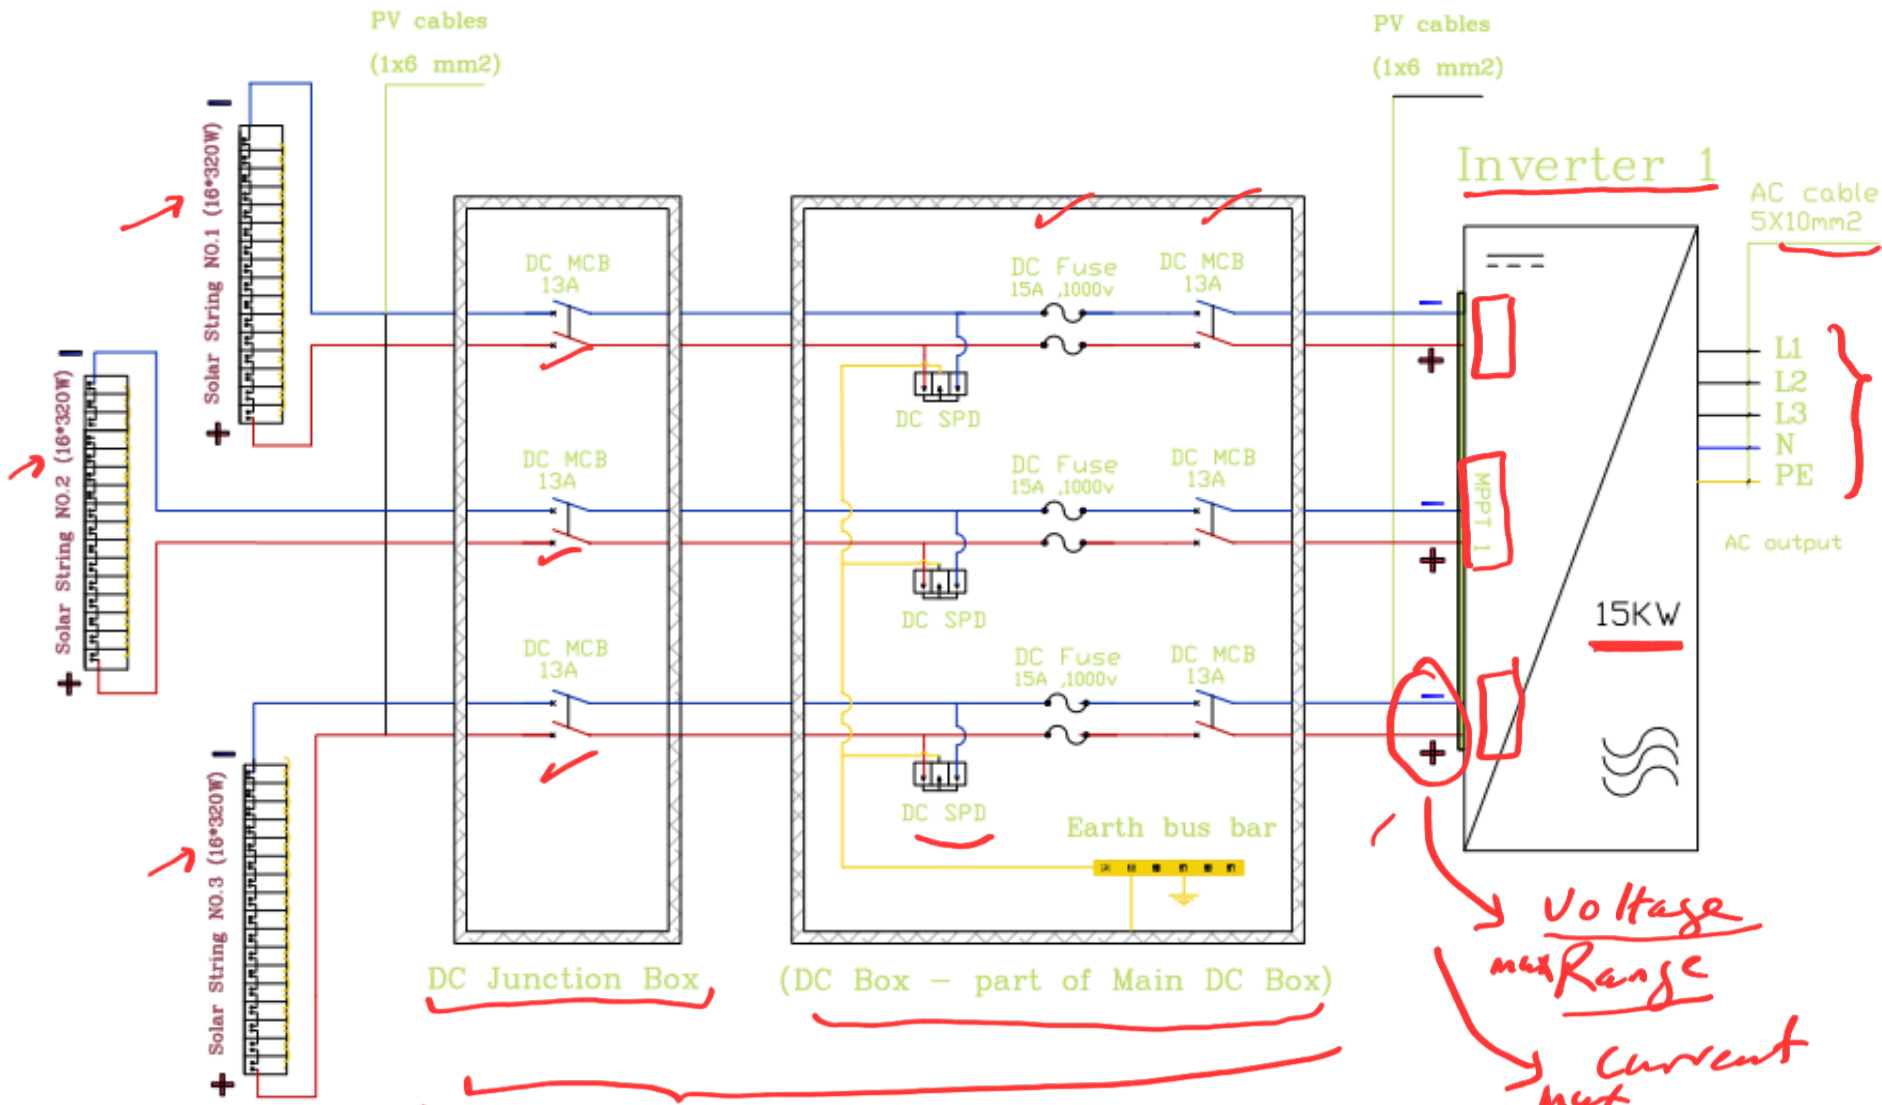 PV cables
(1x6 mm2)
PV cables
(1x6 mm2)
Inverter 1
AC cable
5X10mm2
Solar String NO.1 (16*320W)
Solar String NO.2 (16*320W)
Solar String NO.3 (16*320W)
DC MCB
13A
DC Fuse
15A ,1000v
DC MCB
13A
DC SPD
DC MCB
13A
DC Fuse
15A ,1000v
DC MCB
13A
DC SPD
DC MCB
13A
DC Fuse
15A ,1000v
DC MCB
13A
DC SPD
Earth bus bar
− +
− +
− +
− +
− +
− +
MPPT 1
15KW
L1
L2
L3
N
PE
AC output
DC Junction Box
(DC Box - part of Main DC Box)
Voltage
max Range
Current